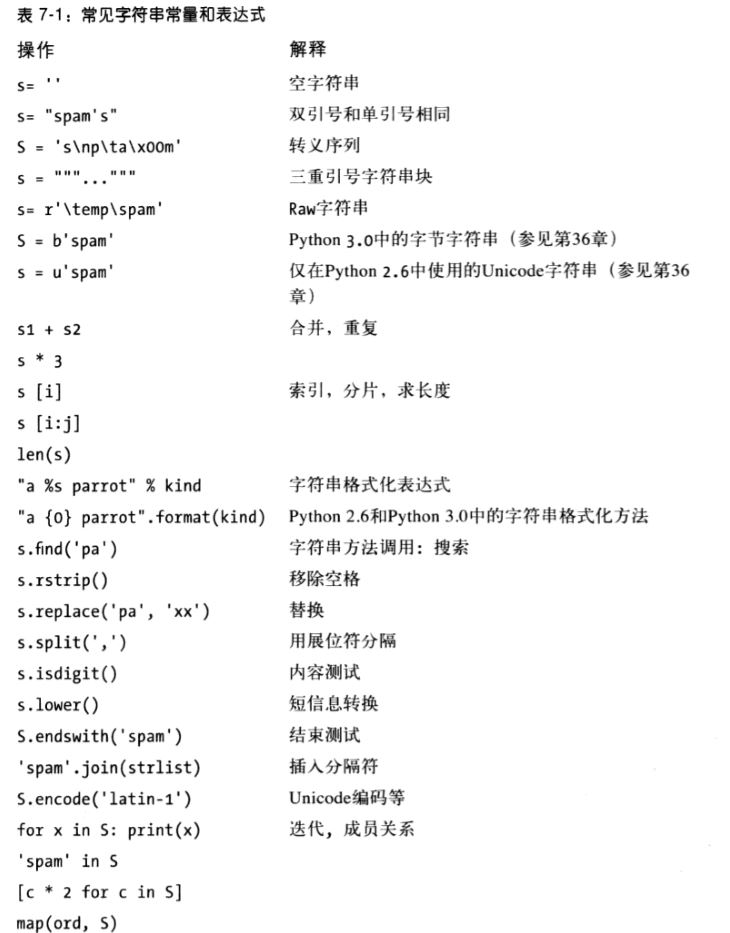 表 7-1：常见字符串常量和表达式
操作 解释
s= '' 空字符串
s= "spam's" 双引号和单引号相同
S = 's\np\ta\x00m' 转义序列
s = """...""" 三重引号字符串块
s= r'\temp\spam' Raw字符串
S = b'spam' Python 3.0中的字节字符串（参见第36章）
s = u'spam' 仅在Python 2.6中使用的Unicode字符串（参见第36
章）
s1 + s2 合并，重复
s * 3
s [i] 索引，分片，求长度
s [i:j]
len(s)
"a %s parrot" % kind 字符串格式化表达式
"a {0} parrot".format(kind) Python 2.6和Python 3.0中的字符串格式化方法
s.find('pa') 字符串方法调用：搜索
s.rstrip() 移除空格
s.replace('pa', 'xx') 替换
s.split(',') 用展位符分隔
s.isdigit() 内容测试
s.lower() 短信息转换
S.endswith('spam') 结束测试
'spam'.join(strlist) 插入分隔符
S.encode('latin-1') Unicode编码等
for x in S: print(x) 迭代，成员关系
'spam' in S
[c * 2 for c in S]
map(ord, S)